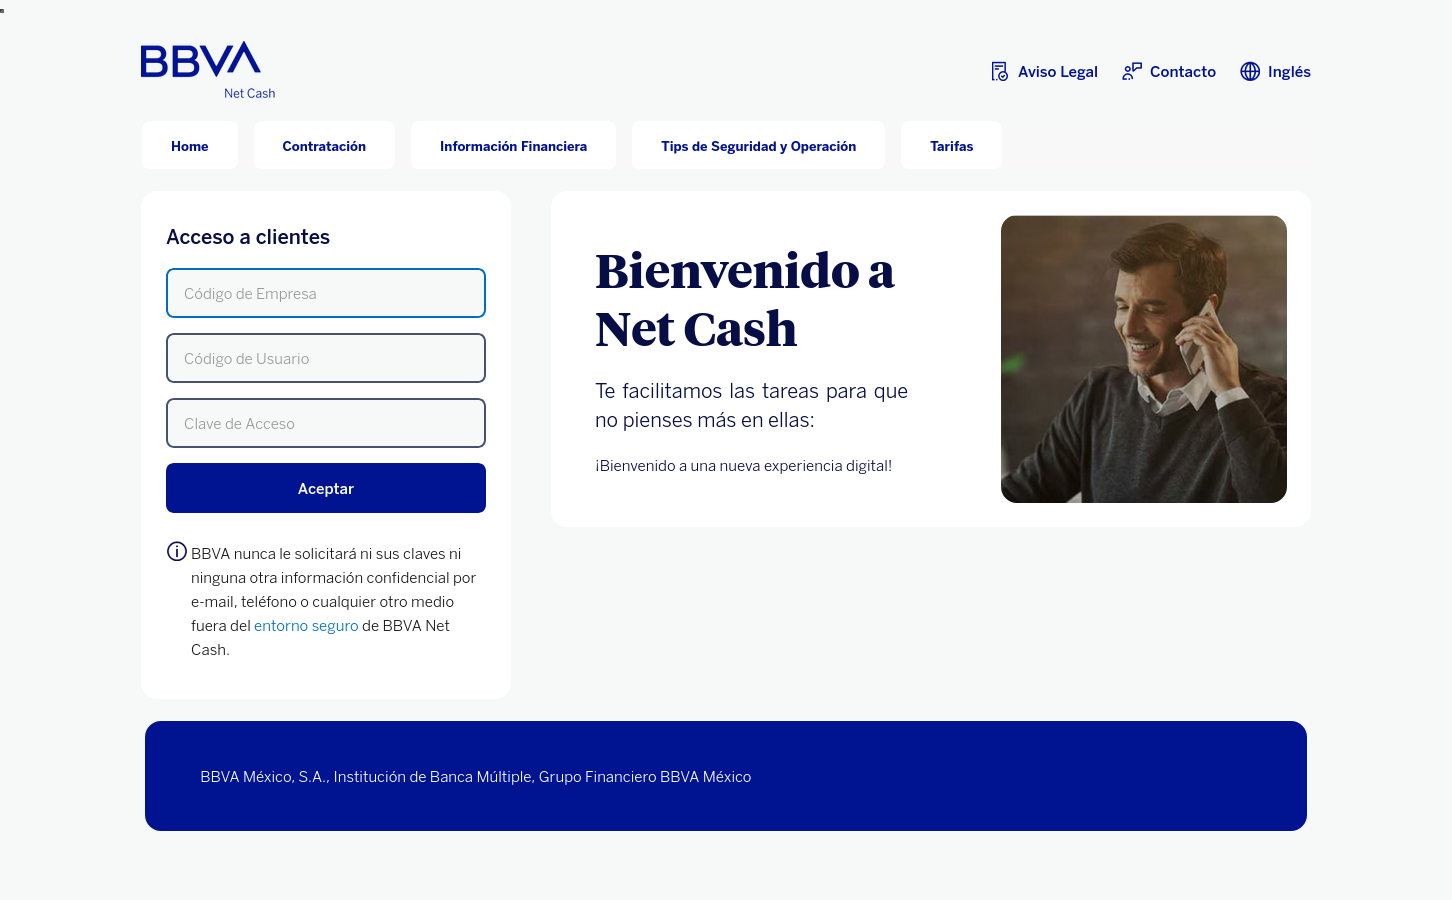 BBVA
Net Cash
Aviso Legal
Contacto
Inglés
Home
Contratación
Información Financiera
Tips de Seguridad y Operación
Tarifas
Acceso a clientes
Código de Empresa
Código de Usuario
Clave de Acceso
Aceptar
BBVA nunca le solicitará ni sus claves ni
ninguna otra información confidencial por
e-mail, teléfono o cualquier otro medio
fuera del entorno seguro de BBVA Net
Cash.
Bienvenido a
Net Cash
Te facilitamos las tareas para que
no pienses más en ellas:
¡Bienvenido a una nueva experiencia digital!
BBVA México, S.A., Institución de Banca Múltiple, Grupo Financiero BBVA México